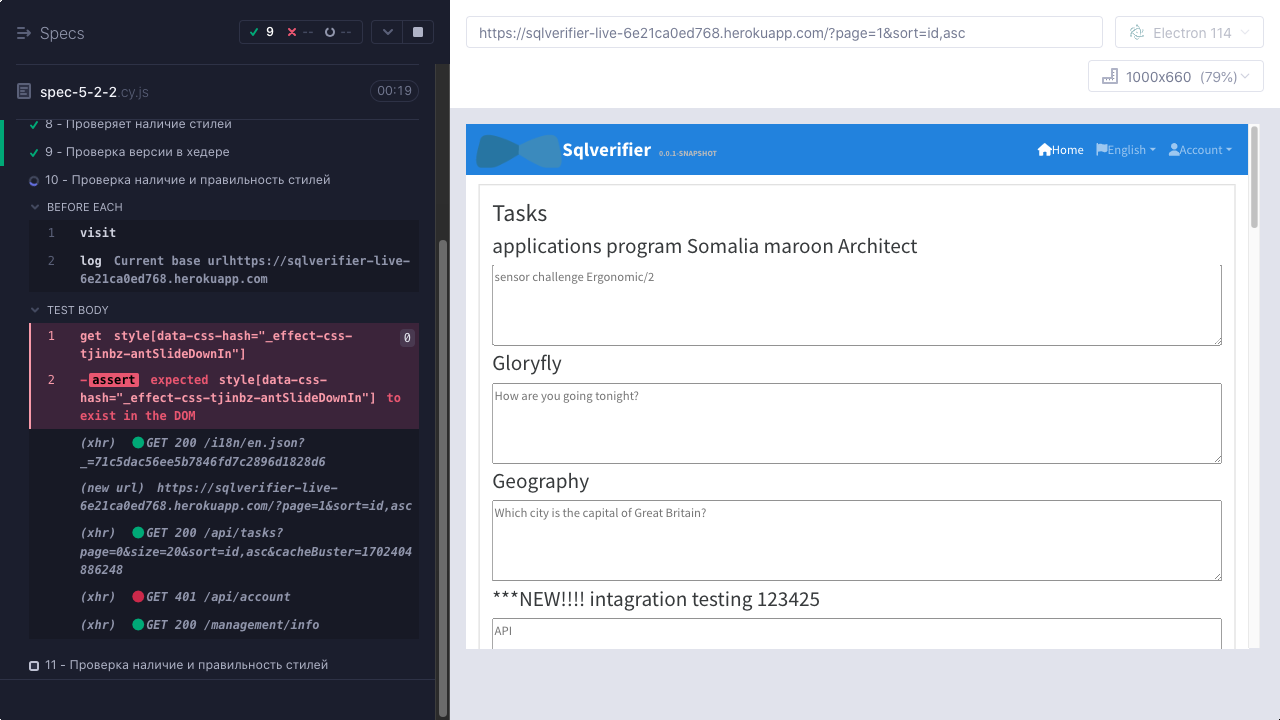 Specs
9 -- --
spec-5-2-2.cy.js 00:19
8 - Проверяет наличие стилей
9 - Проверка версии в хедере
10 - Проверка наличие и правильность стилей
BEFORE EACH
1 visit
2 log Current base urlhttps://sqlverifier-live-
6e21ca0ed768.herokuapp.com
TEST BODY
1 get style[data-css-hash="_effect-css-
tjinbz-antSlideDownIn"] 0
2 -assert expected style[data-css-
hash="_effect-css-tjinbz-antSlideDownIn"] to
exist in the DOM
(xhr) GET 200 /i18n/en.json?
_=71c5dac56ee5b7846fd7c2896d1828d6
(new url) https://sqlverifier-live-
6e21ca0ed768.herokuapp.com/?page=1&sort=id,asc
(xhr) GET 200 /api/tasks?
page=0&size=20&sort=id,asc&cacheBuster=1702404
886248
(xhr) GET 401 /api/account
(xhr) GET 200 /management/info
11 - Проверка наличие и правильность стилей
https://sqlverifier-live-6e21ca0ed768.herokuapp.com/?page=1&sort=id,asc
Electron 114
1000x660 (79%)
Sqlverifier 0.0.1-SNAPSHOT
Home English Account
Tasks
applications program Somalia maroon Architect
sensor challenge Ergonomic/2
Gloryfly
How are you going tonight?
Geography
Which city is the capital of Great Britain?
***NEW!!!! intagration testing 123425
API